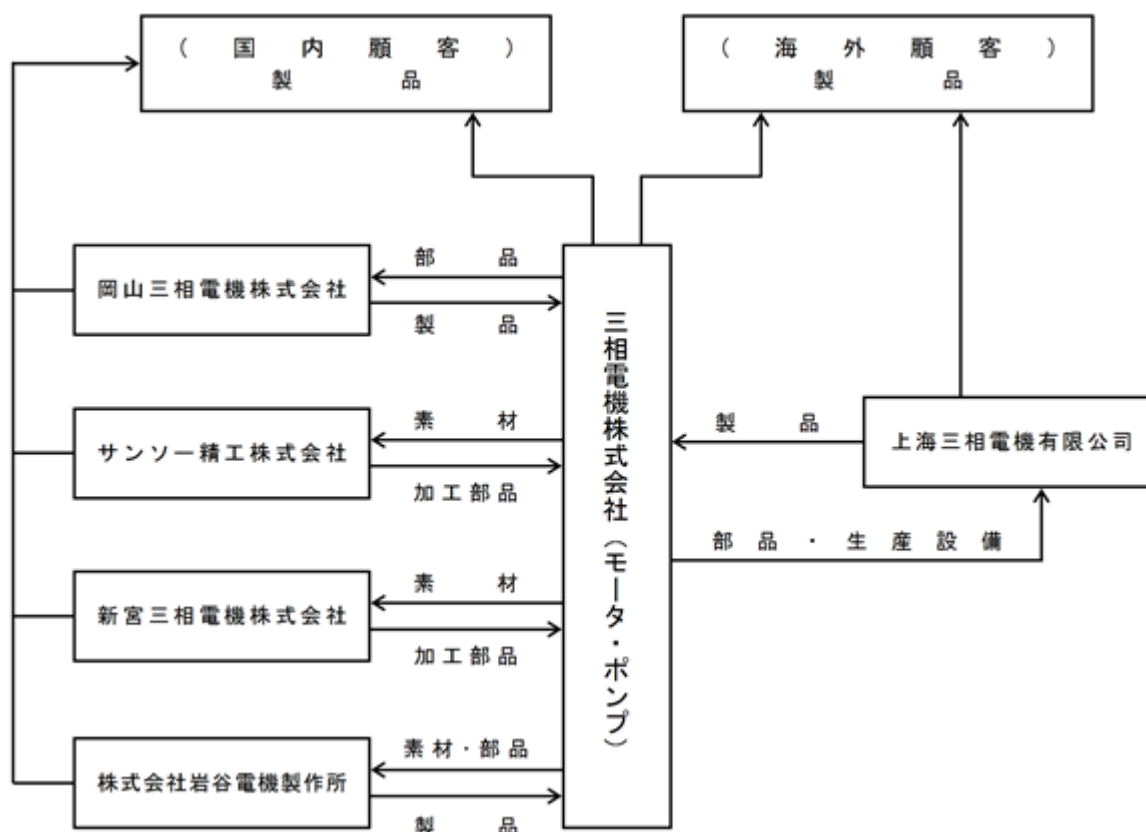 （国内顧客）
製品
（海外顧客）
製品
部品
岡山三相電機株式会社
製品
素材
サンソー精工株式会社
加工部品
素材
新宮三相電機株式会社
加工部品
素材・部品
株式会社岩谷電機製作所
製品
三相電機株式会社（モータ・ポンプ）
製品
上海三相電機有限公司
部品・生産設備